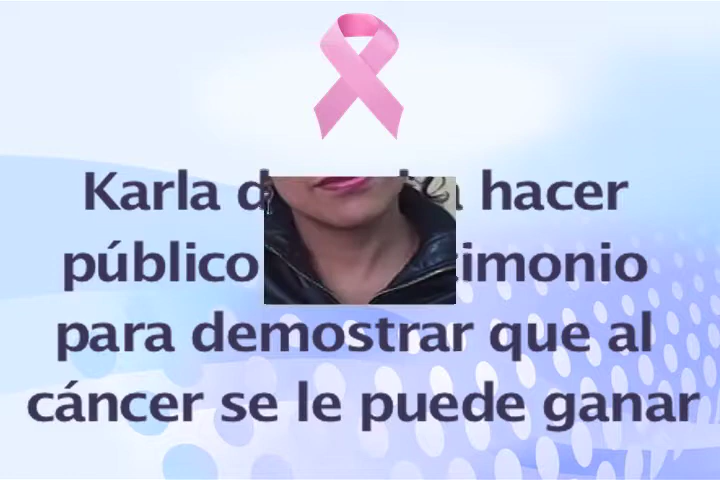 Karla hacer
público
para demostrar que al
cáncer se le puede ganar